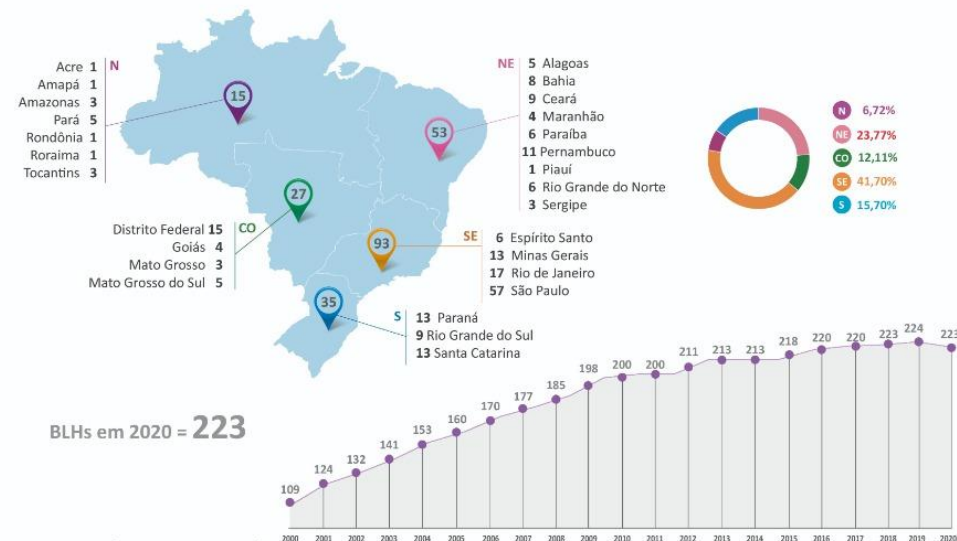 Acre 1 N
Amapá 1
Amazonas 3
Pará 5
Rondônia 1
Roraima 1
Tocantins 3
15
NE 5 Alagoas
8 Bahia
9 Ceará
4 Maranhão
6 Paraíba
11 Pernambuco
1 Piauí
6 Rio Grande do Norte
3 Sergipe
53
N 6,72%
NE 23,77%
CO 12,11%
SE 41,70%
S 15,70%
27
Distrito Federal 15 CO
Goiás 4
Mato Grosso 3
Mato Grosso do Sul 5
93
SE 6 Espírito Santo
13 Minas Gerais
17 Rio de Janeiro
57 São Paulo
35
S 13 Paraná
9 Rio Grande do Sul
13 Santa Catarina
BLHs em 2020 = 223
109 124 132 141 153 160 170 177 185 198 200 200 211 213 213 218 220 220 223 224 223
2000 2001 2002 2003 2004 2005 2006 2007 2008 2009 2010 2011 2012 2013 2014 2015 2016 2017 2018 2019 2020